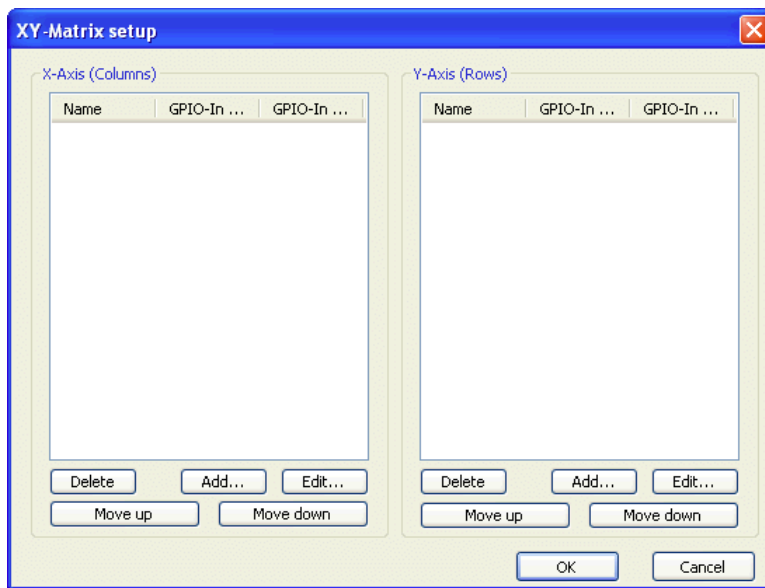 XY-Matrix setup
X-Axis (Columns)
Name GPIO-In ... GPIO-In ...
Delete Add... Edit...
Move up Move down
Y-Axis (Rows)
Name GPIO-In ... GPIO-In ...
Delete Add... Edit...
Move up Move down
OK Cancel